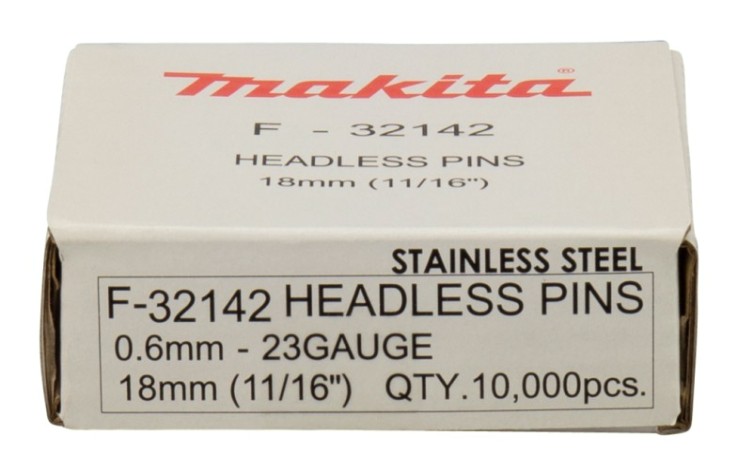 makita®
F - 32142
HEADLESS PINS
18mm (11/16")
STAINLESS STEEL
F-32142 HEADLESS PINS
0.6mm - 23GAUGE
18mm (11/16") QTY.10,000pcs.